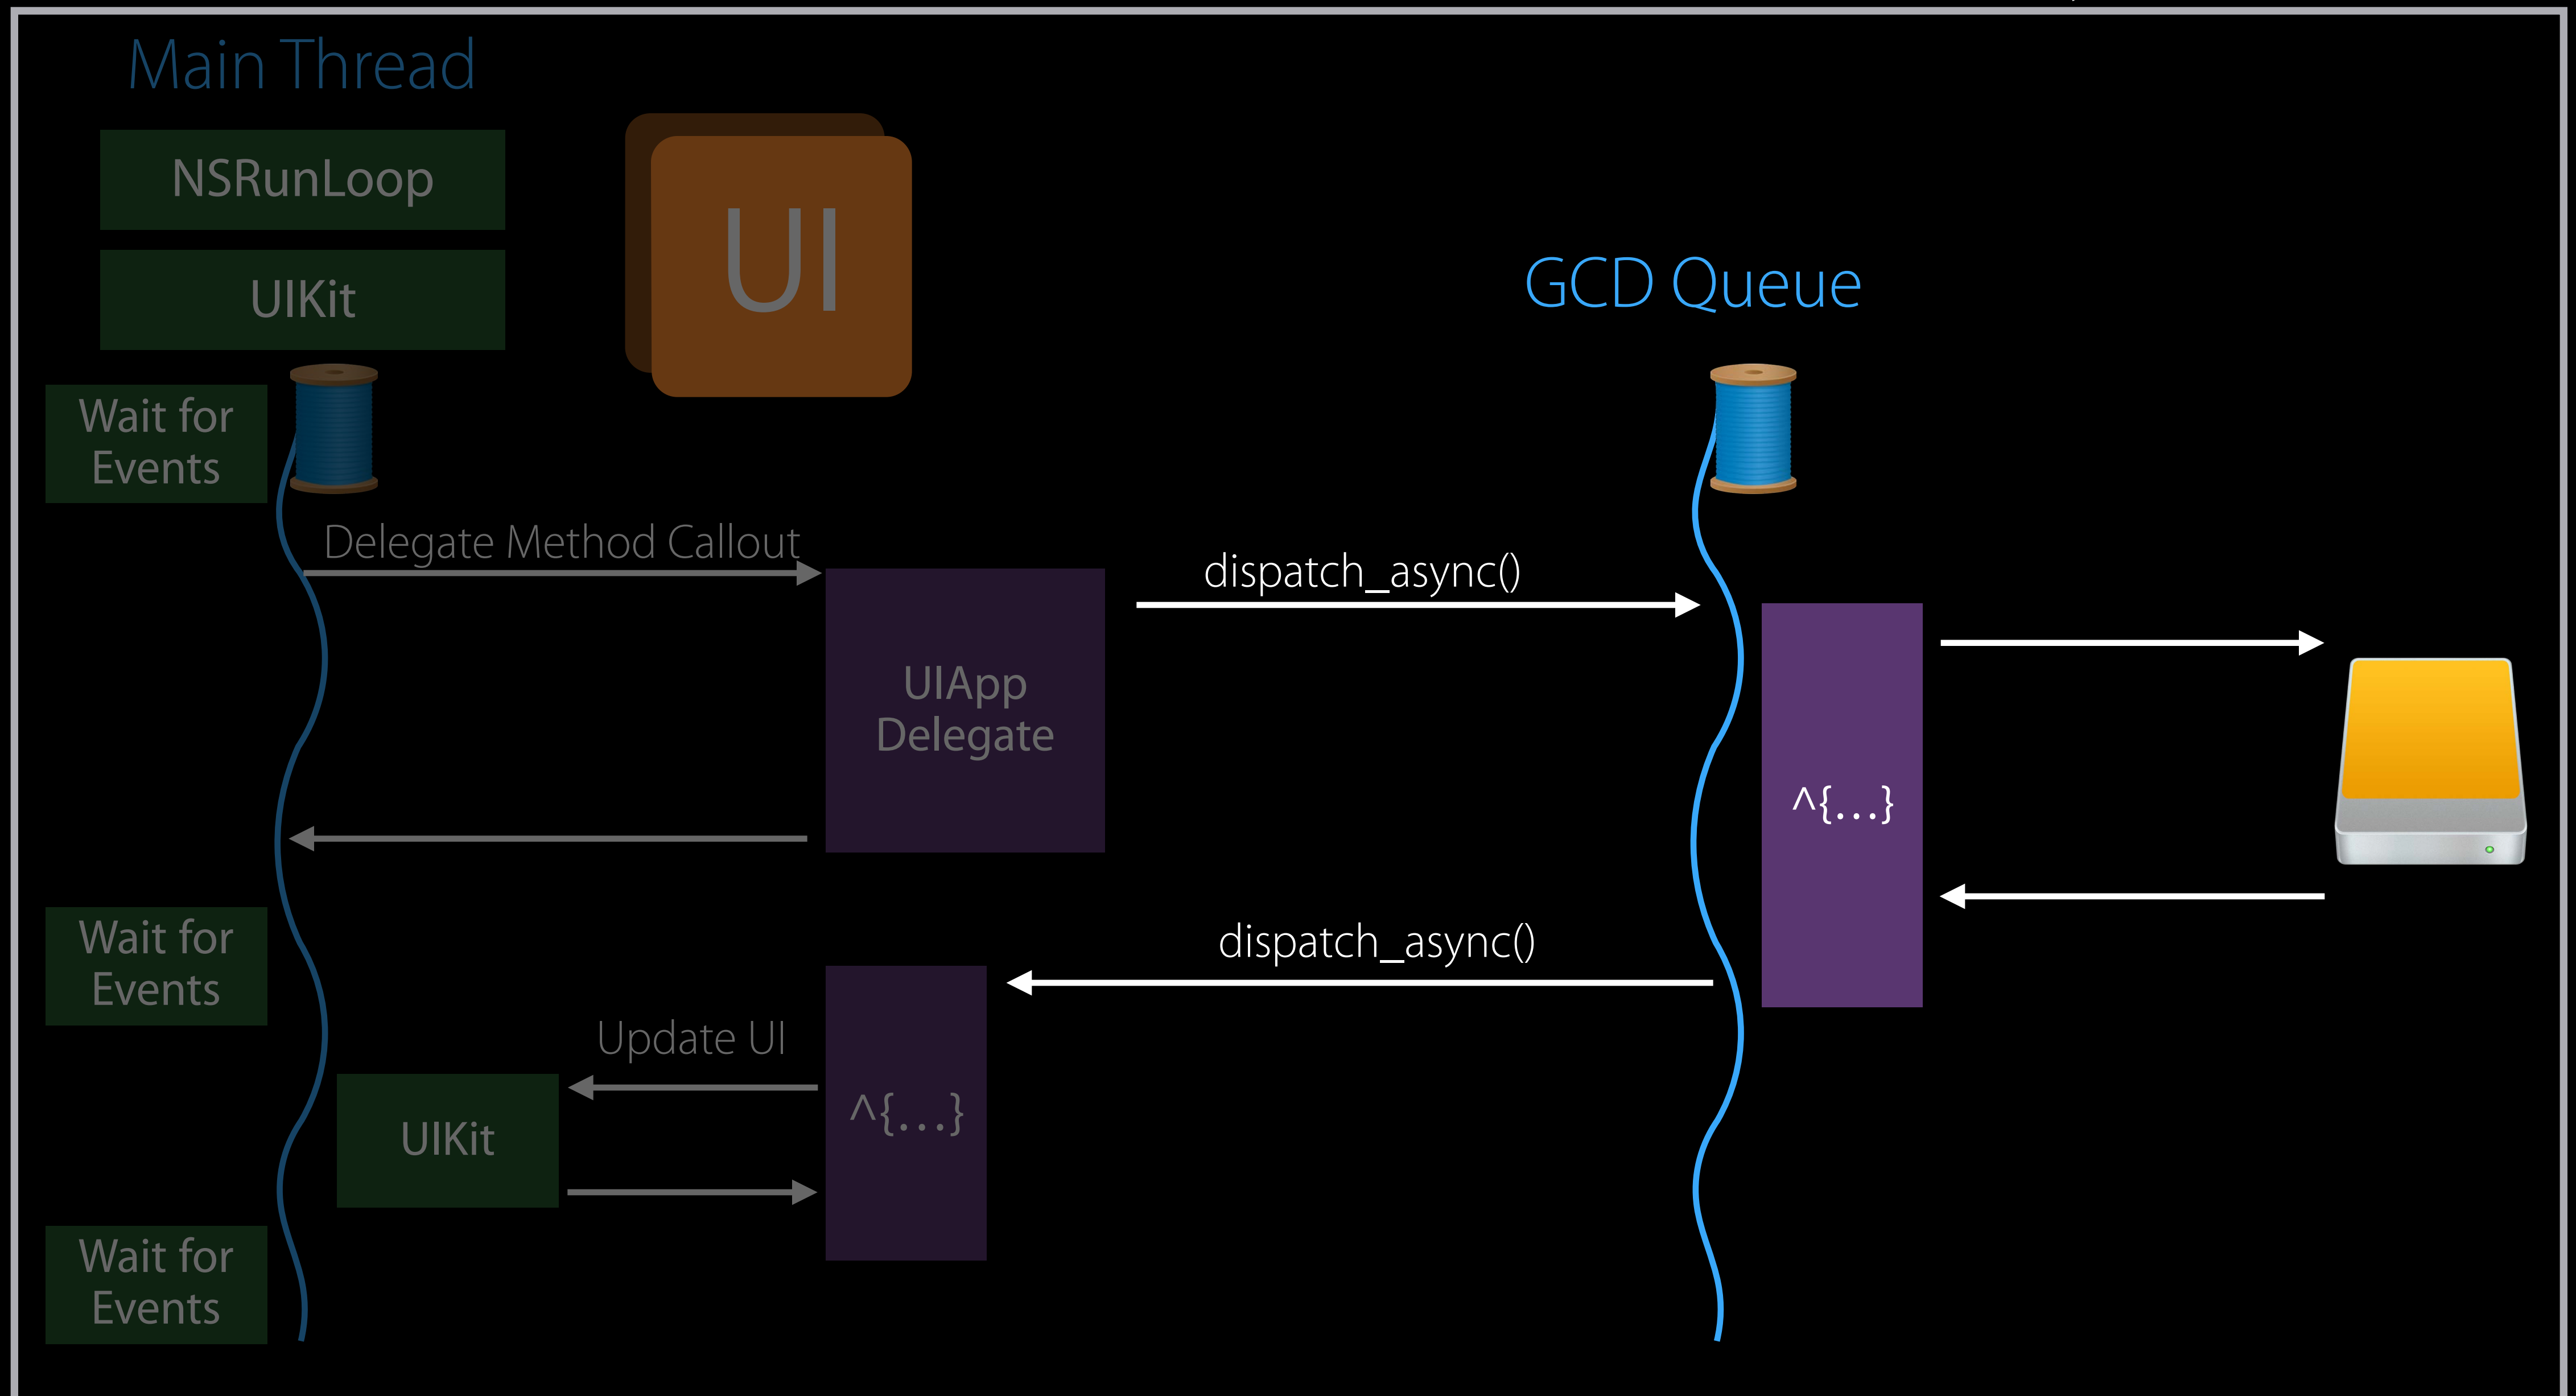 Main Thread
NSRunLoop
UI
UIKit
GCD Queue
Wait for
Events
Delegate Method Callout
dispatch_async()
UIApp
Delegate
^{…}
Wait for
Events
dispatch_async()
Update UI
^{…}
UIKit
Wait for
Events